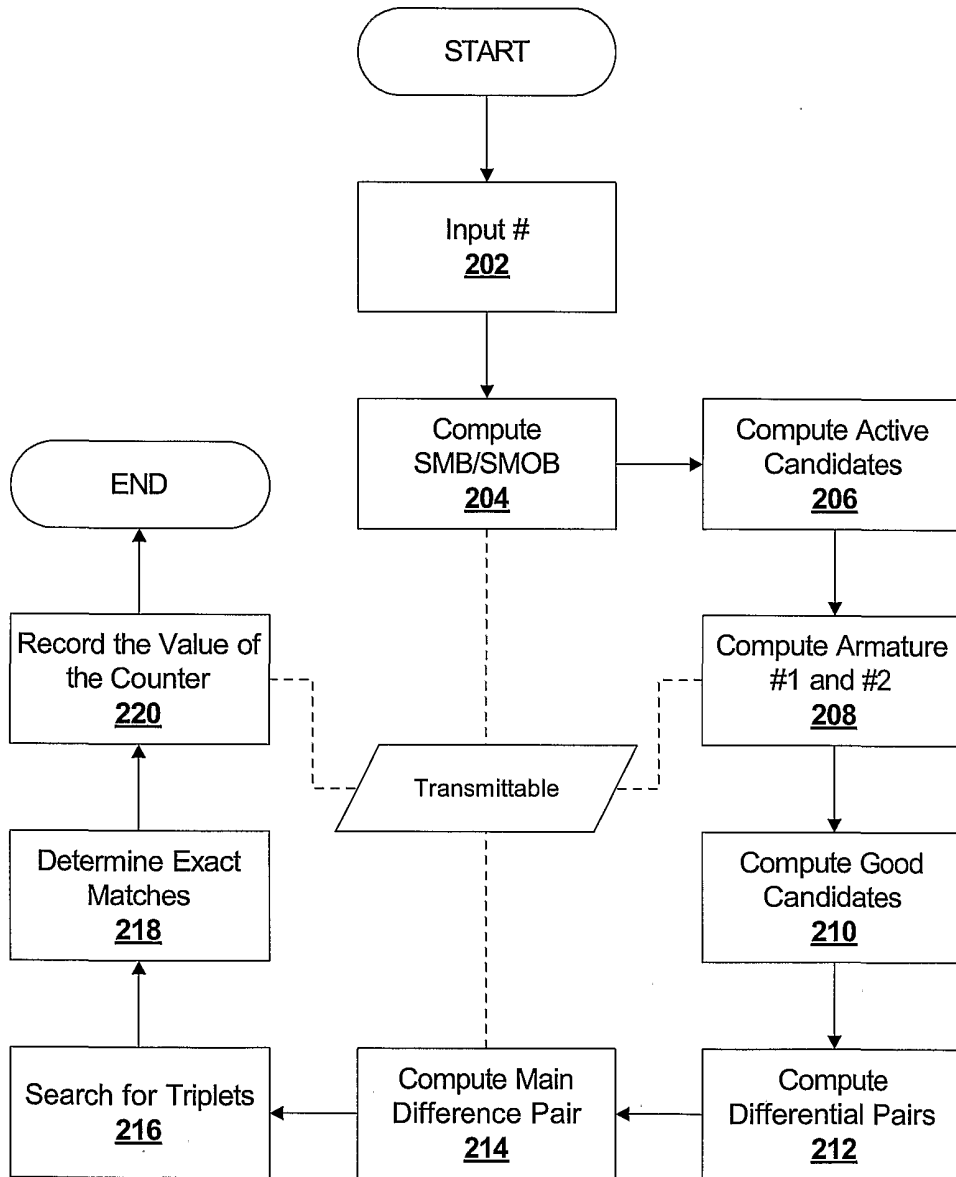 START
Input #
202
Compute
SMB/SMOB
204
Compute Active
Candidates
206
Compute Armature
#1 and #2
208
Compute Good
Candidates
210
Compute
Differential Pairs
212
Compute Main
Difference Pair
214
Search for Triplets
216
Determine Exact
Matches
218
Record the Value of
the Counter
220
END
Transmittable